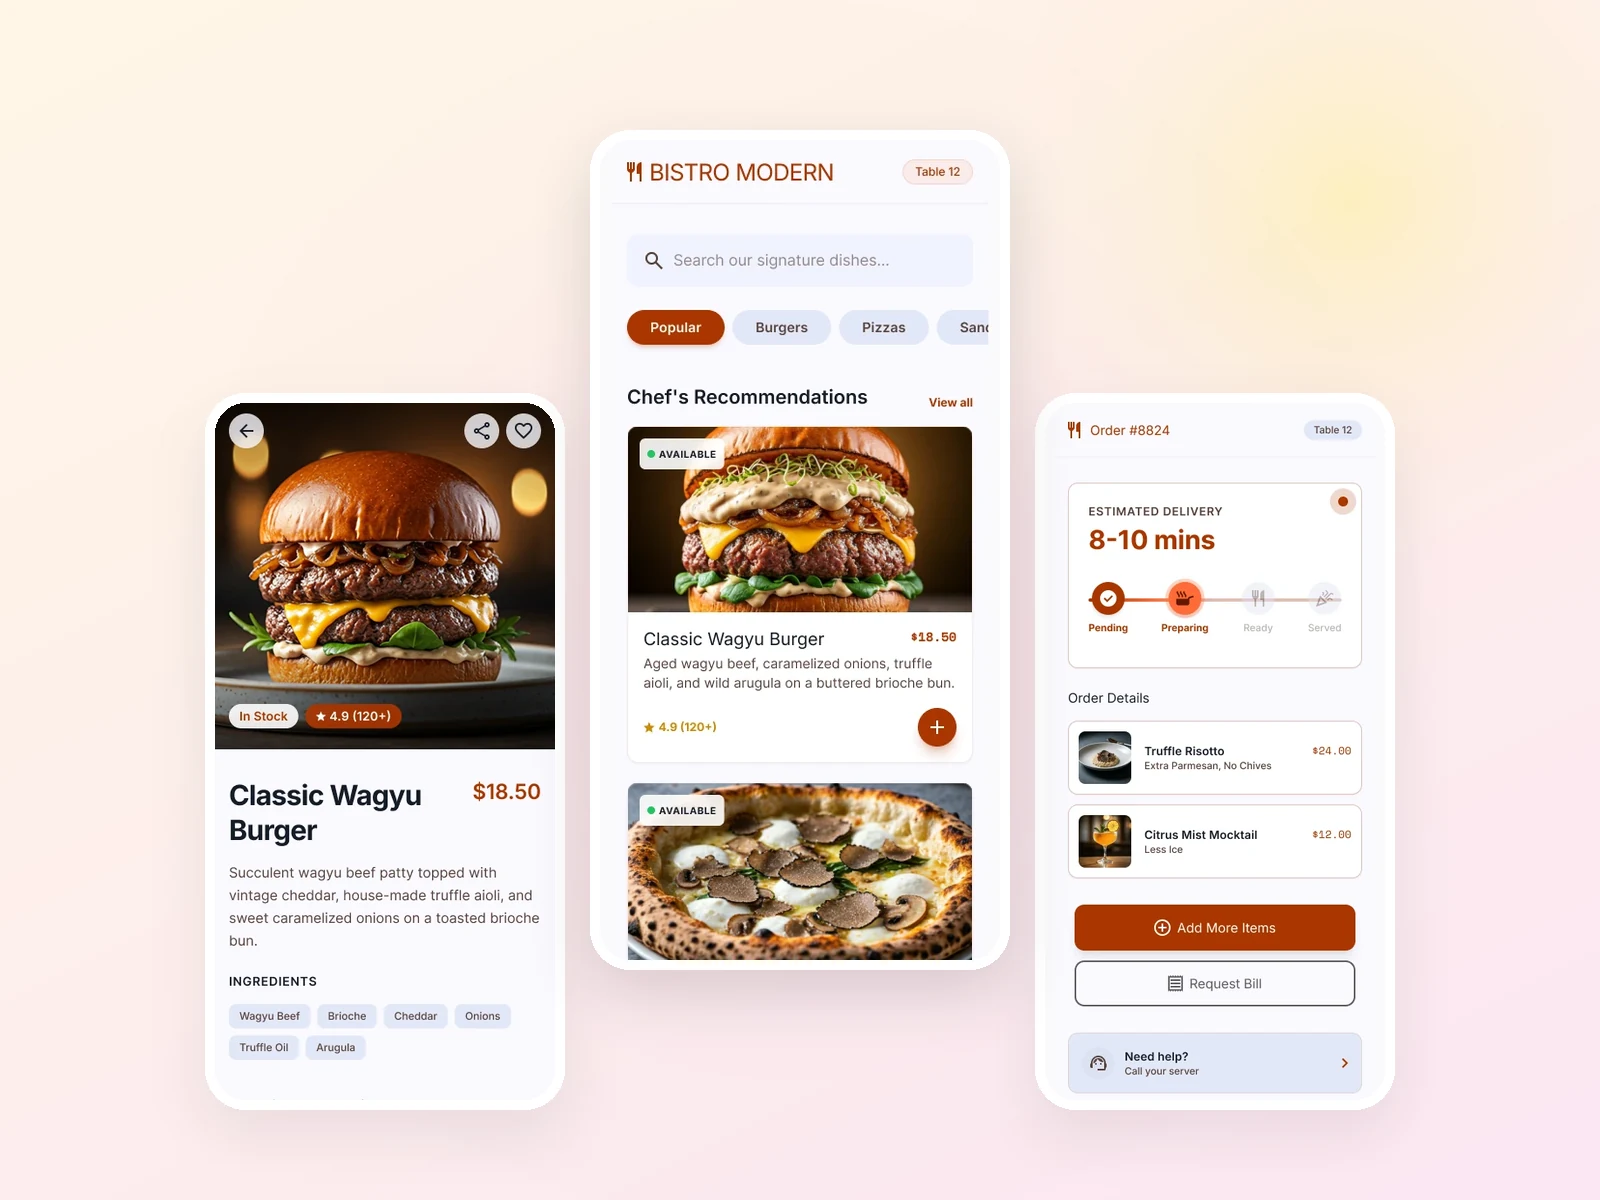 In Stock
★ 4.9 (120+)
Classic Wagyu
Burger
$18.50
Succulent wagyu beef patty topped with
vintage cheddar, house-made truffle aioli, and
sweet caramelized onions on a toasted brioche
bun.
INGREDIENTS
Wagyu Beef Brioche Cheddar Onions
Truffle Oil Arugula
BISTRO MODERN
Table 12
Search our signature dishes...
Popular Burgers Pizzas Sand
Chef's Recommendations
View all
AVAILABLE
Classic Wagyu Burger
$18.50
Aged wagyu beef, caramelized onions, truffle
aioli, and wild arugula on a buttered brioche bun.
★ 4.9 (120+)
AVAILABLE
Order #8824
Table 12
ESTIMATED DELIVERY
8-10 mins
Pending Preparing Ready Served
Order Details
Truffle Risotto
$24.00
Extra Parmesan, No Chives
Citrus Mist Mocktail
$12.00
Less Ice
Add More Items
Request Bill
Need help?
Call your server